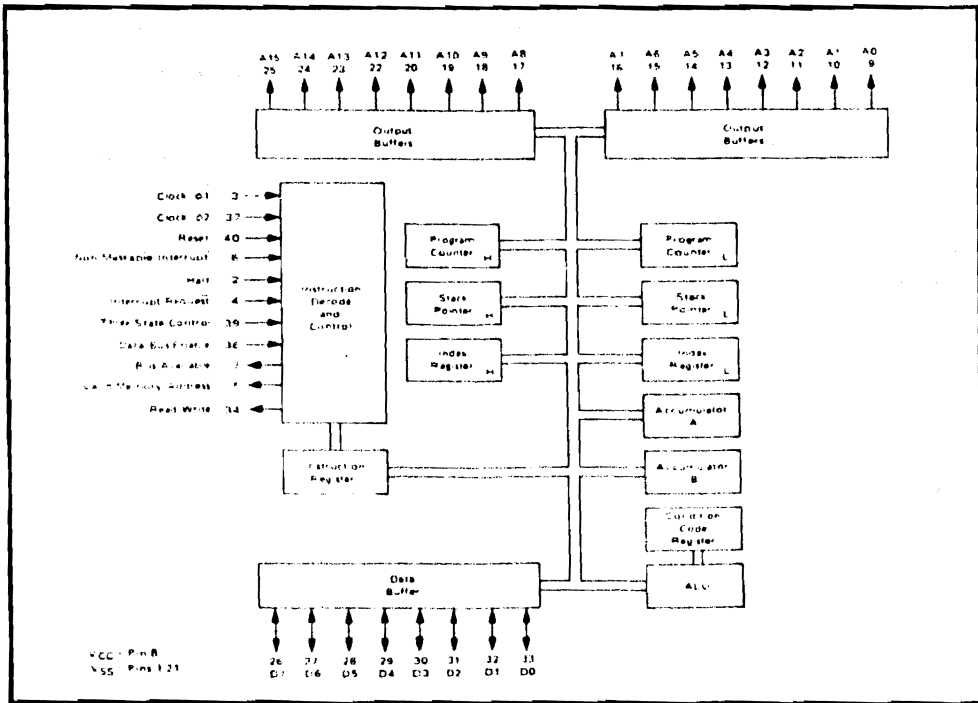 A15 A14 A13 A12 A11 A10 A9 A8
25 24 23 22 20 19 18 17
A7 A6 A5 A4 A3 A2 A1 A0
16 15 14 13 12 11 10 9
Output
Buffers
Output
Buffers
Clock φ1 3
Clock φ2 37
Reset 40
Non-Maskable Interrupt 6
Halt 2
Interrupt Request 4
Three-State Control 39
Data Bus Enable 36
Bus Available 7
Valid Memory Address 5
Read Write 34
Instruction
Decode
and
Control
Program
Counter H
Program
Counter L
Stack
Pointer H
Stack
Pointer L
Index
Register H
Index
Register L
Accumulator
A
Instruction
Register
Accumulator
B
Condition
Code
Register
ALU
Data
Buffer
VCC - Pin 8
VSS - Pins 1 21
26 27 28 29 30 31 32 33
D7 D6 D5 D4 D3 D2 D1 D0